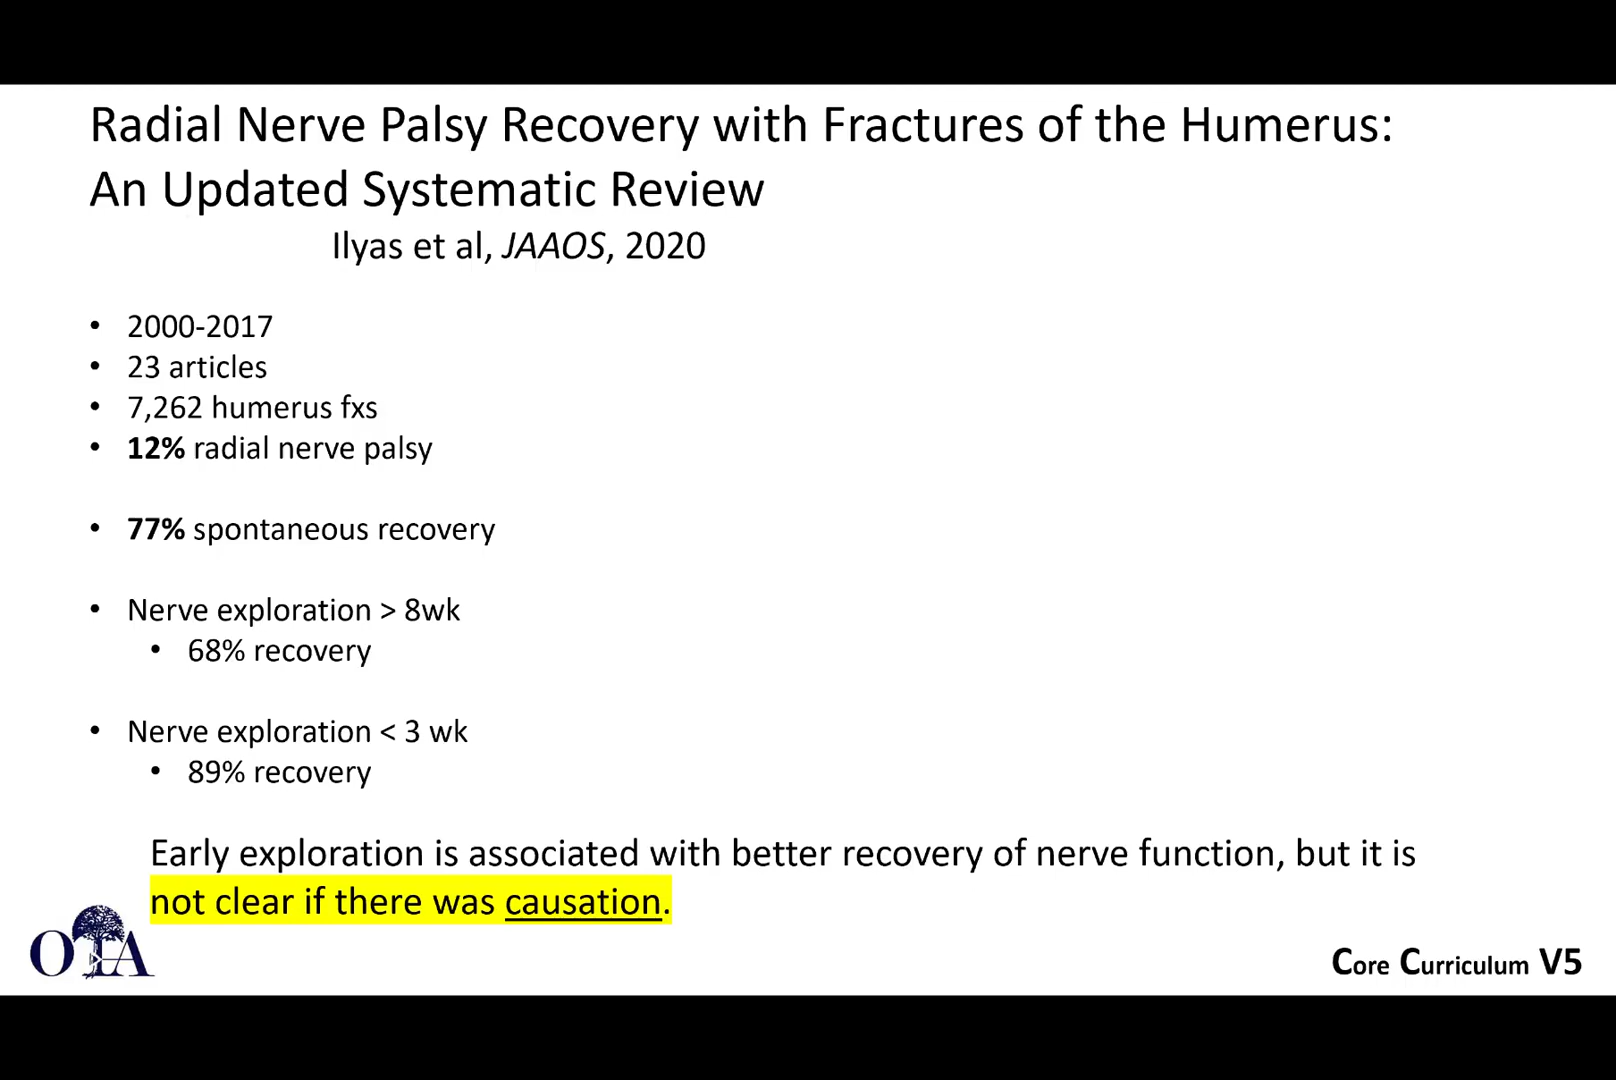 Radial Nerve Palsy Recovery with Fractures of the Humerus:
An Updated Systematic Review
Ilyas et al, JAAOS, 2020
• 2000-2017
• 23 articles
• 7,262 humerus fxs
• 12% radial nerve palsy
• 77% spontaneous recovery
• Nerve exploration > 8wk
• 68% recovery
• Nerve exploration < 3 wk
• 89% recovery
Early exploration is associated with better recovery of nerve function, but it is
not clear if there was causation.
OTA
Core Curriculum V5